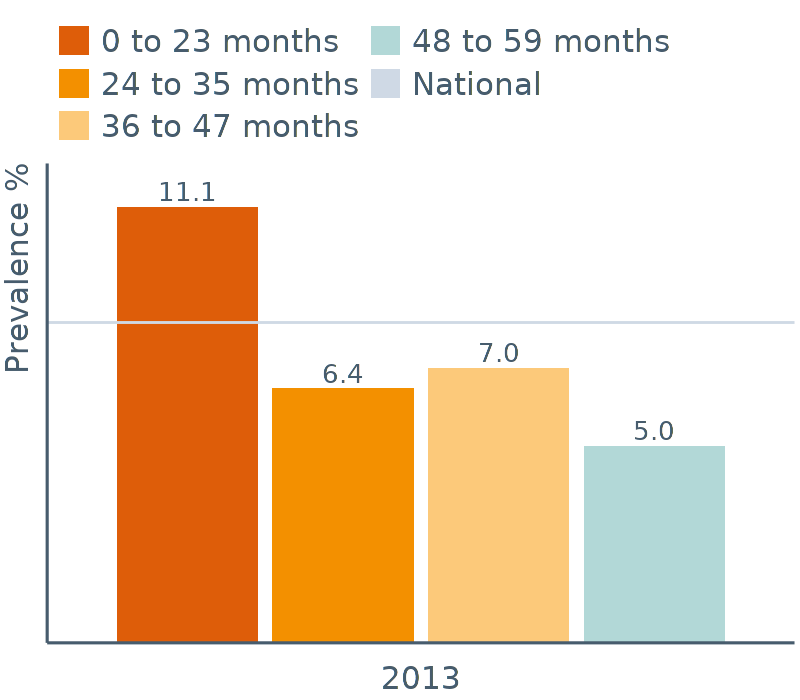 0 to 23 months
24 to 35 months
36 to 47 months
48 to 59 months
National
Prevalence %
11.1
6.4
7.0
5.0
2013